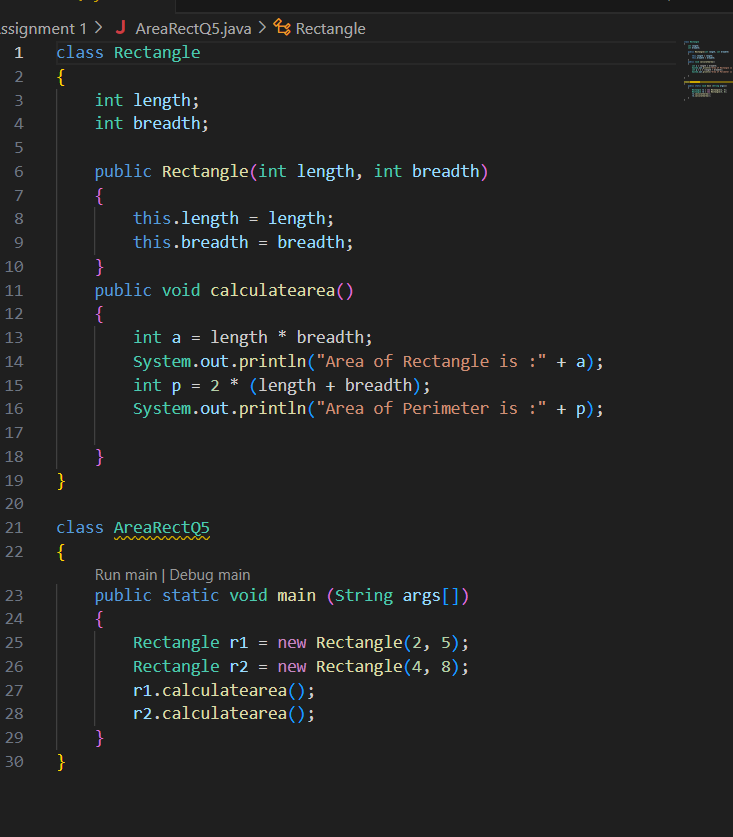 ssignment 1 > J AreaRectQ5.java > Rectangle
1 class Rectangle
2 {
3 int length;
4 int breadth;
5
6 public Rectangle(int length, int breadth)
7 {
8 this.length = length;
9 this.breadth = breadth;
10 }
11 public void calculatearea()
12 {
13 int a = length * breadth;
14 System.out.println("Area of Rectangle is :" + a);
15 int p = 2 * (length + breadth);
16 System.out.println("Area of Perimeter is :" + p);
17
18 }
19 }
20
21 class AreaRectQ5
22 {
Run main | Debug main
23 public static void main (String args[])
24 {
25 Rectangle r1 = new Rectangle(2, 5);
26 Rectangle r2 = new Rectangle(4, 8);
27 r1.calculatearea();
28 r2.calculatearea();
29 }
30 }